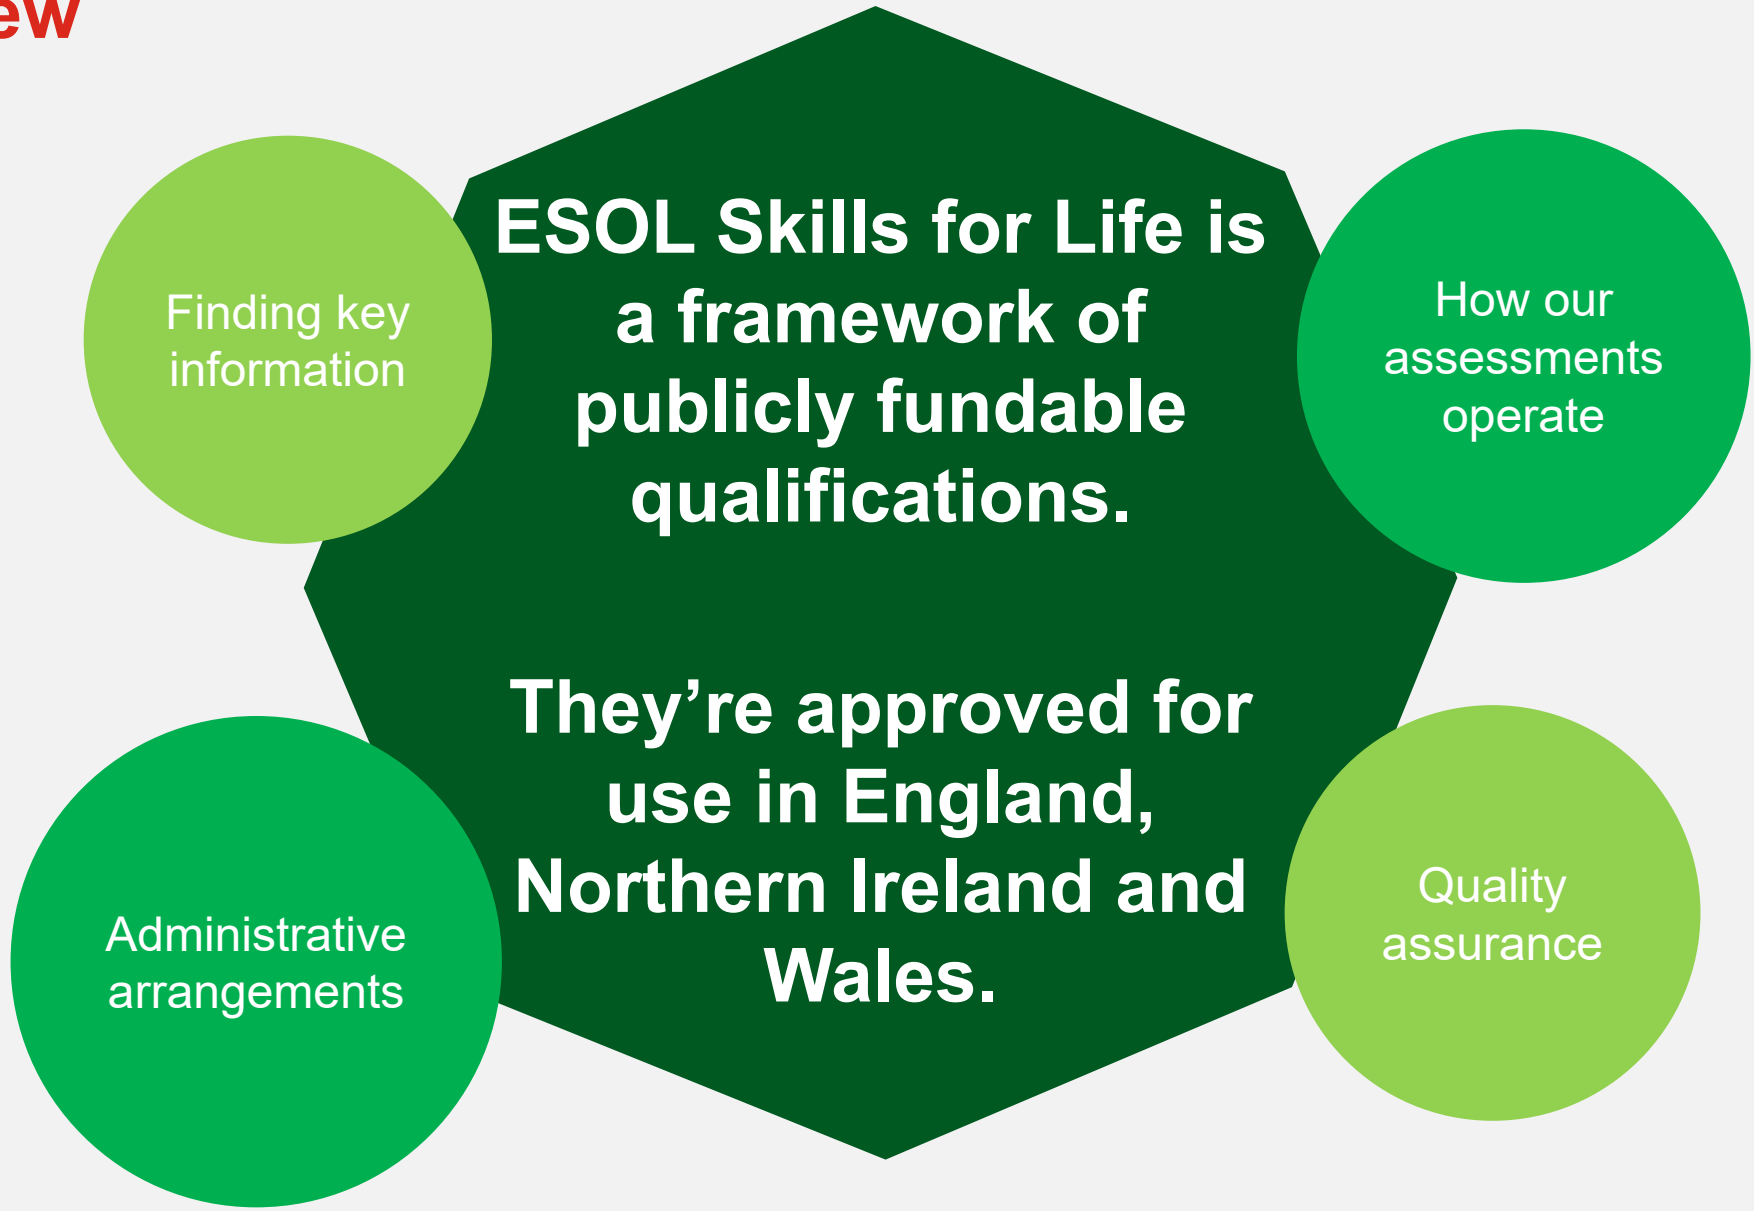 ew
ESOL Skills for Life is
a framework of
publicly fundable
qualifications.
They’re approved for
use in England,
Northern Ireland and
Wales.
Finding key
information
How our
assessments
operate
Administrative
arrangements
Quality
assurance